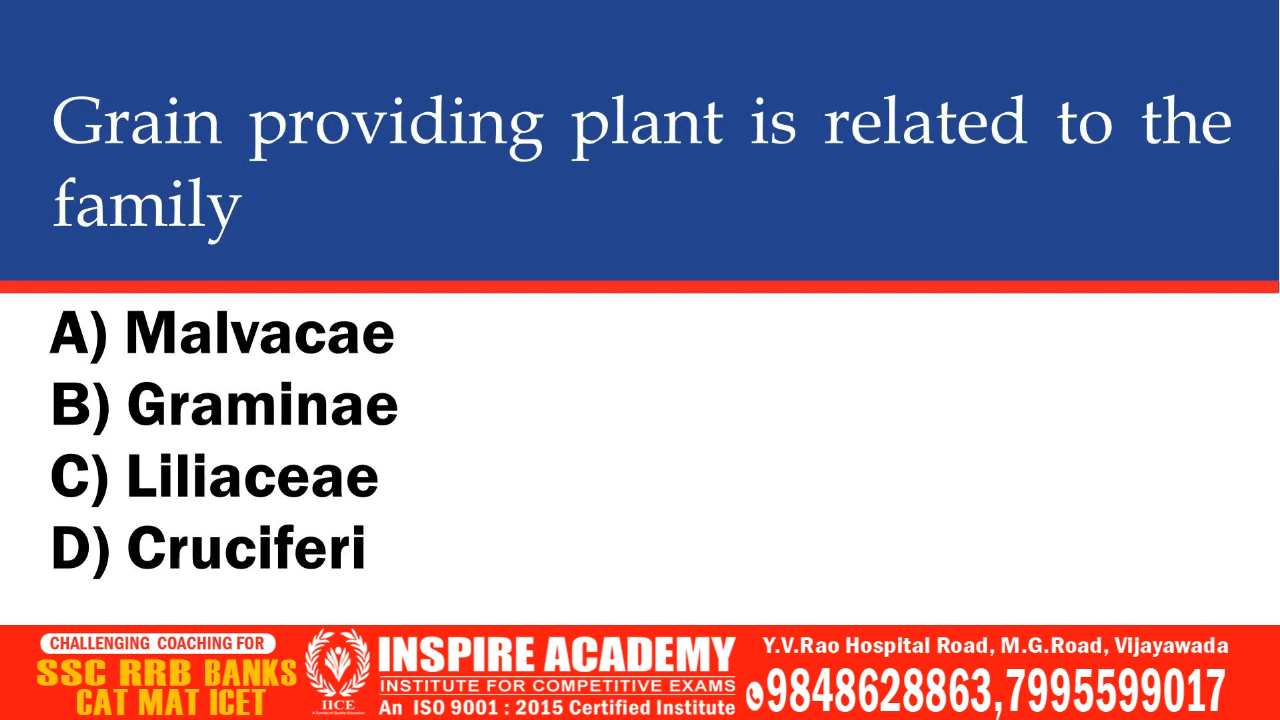 Grain providing plant is related to the
family
A) Malvacae
B) Graminae
C) Liliaceae
D) Cruciferi
CHALLENGING COACHING FOR
SSC RRB BANKS
CAT MAT ICET
IICE
INSPIRE ACADEMY
INSTITUTE FOR COMPETITIVE EXAMS
An ISO 9001 : 2015 Certified Institute
Y.V.Rao Hospital Road, M.G.Road, Vijayawada
9848628863,7995599017